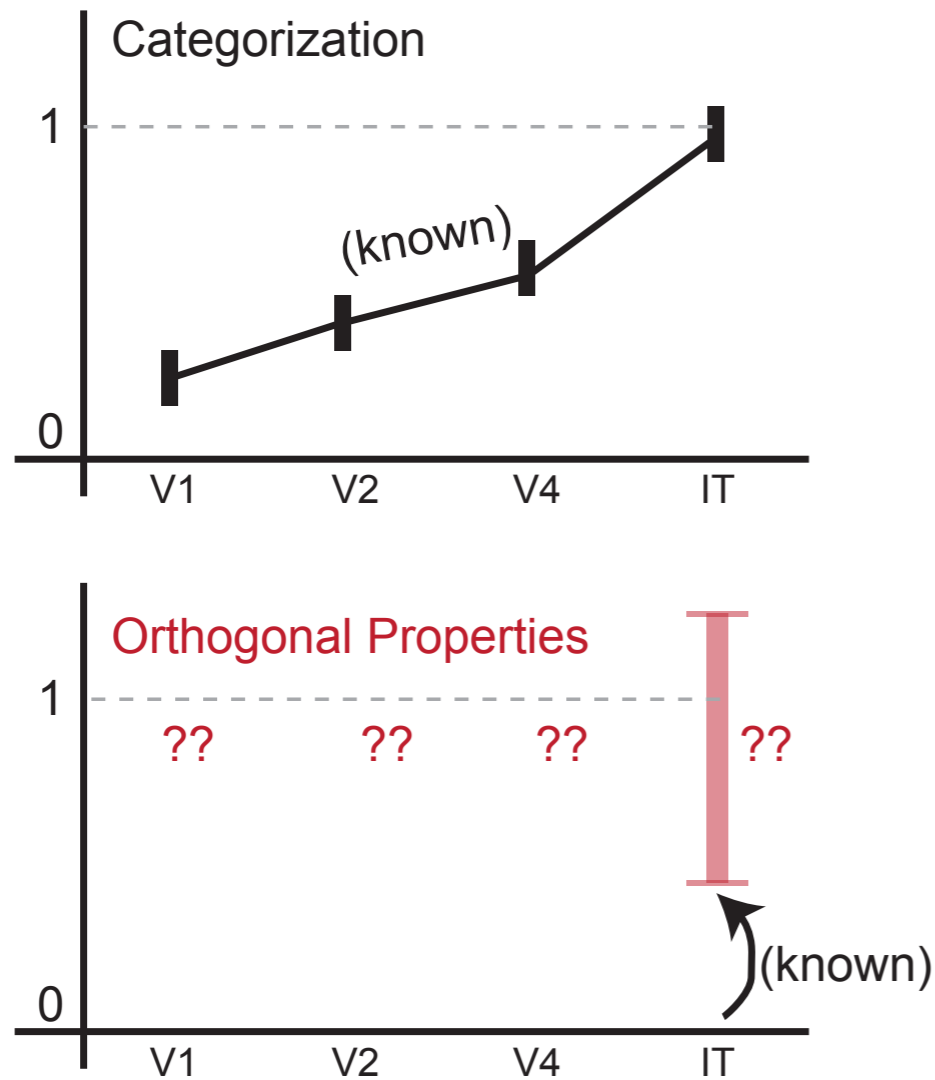 Categorization
1
(known)
0
V1 V2 V4 IT
Orthogonal Properties
1
?? ?? ?? ??
(known)
0
V1 V2 V4 IT